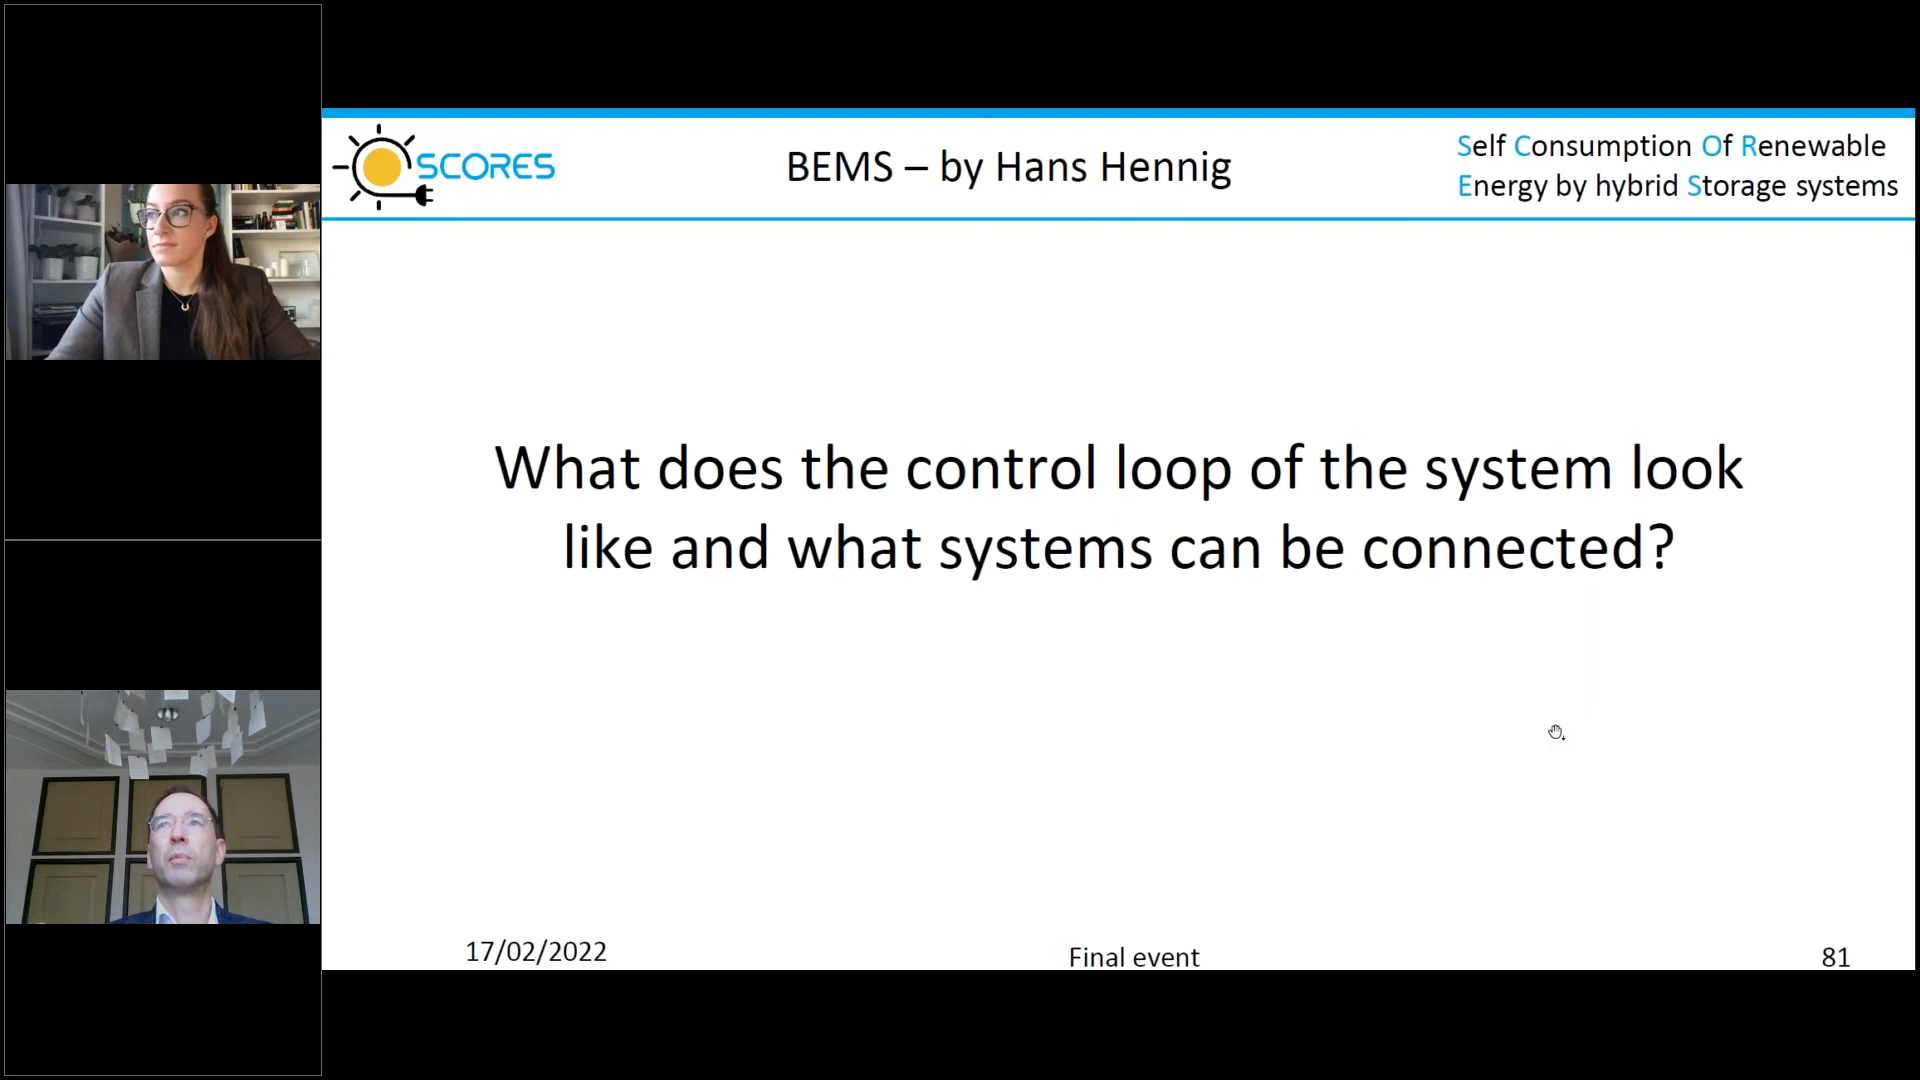 SCORES
BEMS – by Hans Hennig
Self Consumption Of Renewable
Energy by hybrid Storage systems
What does the control loop of the system look
like and what systems can be connected?
17/02/2022
Final event
81